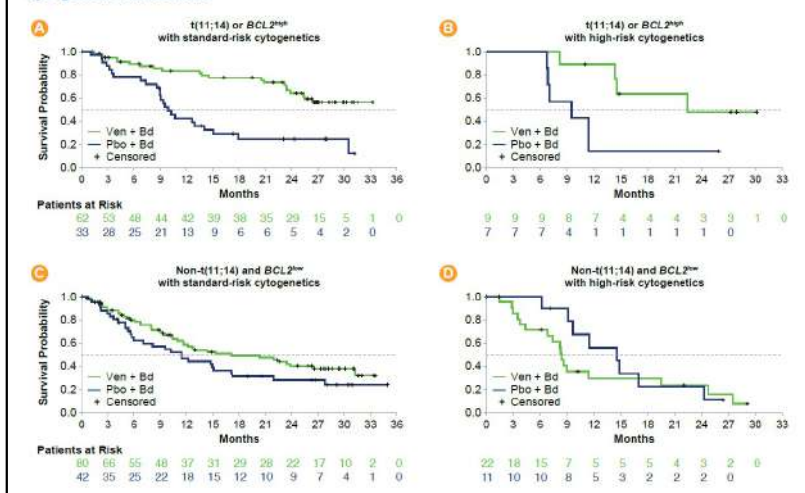 A
t(11;14) or BCL2high
with standard-risk cytogenetics
Survival Probability
1.0
0.8
0.6
0.4
0.2
0.0
Ven + Bd
Pbo + Bd
Censored
0 3 6 9 12 15 18 21 24 27 30 33 36
Months
Patients at Risk
62 53 48 44 42 39 38 35 29 15 5 1 0
33 28 25 21 13 9 6 6 5 4 2 0
B
t(11;14) or BCL2high
with high-risk cytogenetics
1.0
0.8
0.6
0.4
0.2
0.0
Ven + Bd
Pbo + Bd
Censored
0 3 6 9 12 15 18 21 24 27 30 33
Months
9 9 9 8 7 4 4 4 3 3 1 0
7 7 7 4 1 1 1 1 1 0
C
Non-t(11;14) and BCL2low
with standard-risk cytogenetics
Survival Probability
1.0
0.8
0.6
0.4
0.2
0.0
Ven + Bd
Pbo + Bd
Censored
0 3 6 9 12 15 18 21 24 27 30 33 36
Months
Patients at Risk
80 66 55 48 37 31 29 28 22 17 10 2 0
42 35 25 22 18 15 12 10 9 7 4 1 0
D
Non-t(11;14) and BCL2low
with high-risk cytogenetics
1.0
0.8
0.6
0.4
0.2
0.0
Ven + Bd
Pbo + Bd
Censored
0 3 6 9 12 15 18 21 24 27 30 33
Months
22 18 15 7 5 5 5 4 3 2 0
11 10 10 8 5 3 2 2 2 0